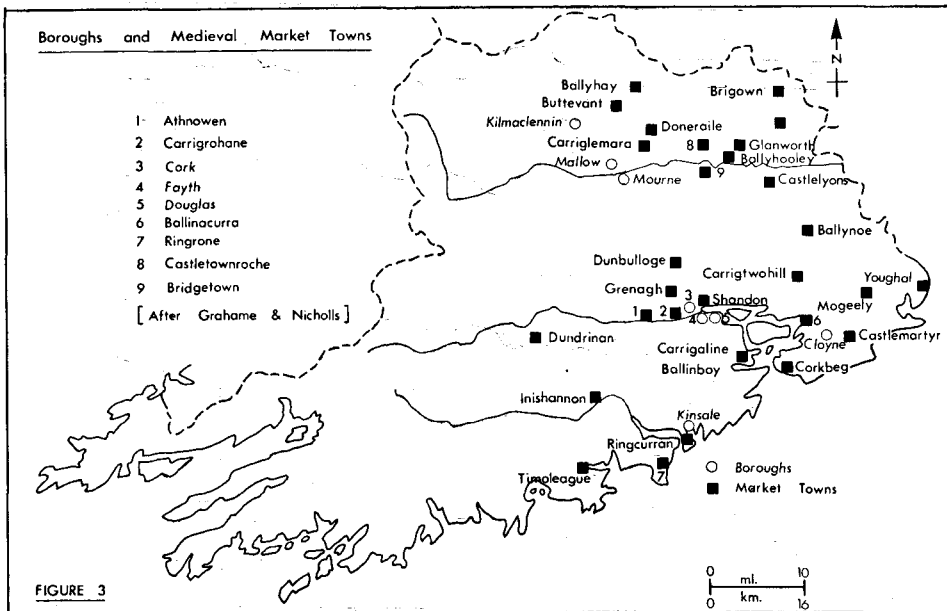 Boroughs and Medieval Market Towns
N
1 Athnowen
2 Carrigrohane
3 Cork
4 Fayth
5 Douglas
6 Ballinacurra
7 Ringrone
8 Castletownroche
9 Bridgetown
[ After Grahame & Nicholls ]
Ballyhay
Brigown
Buttevant
Kilmaclennin
Doneraile
Carriglemara
8
Glanworth
Ballyhooley
Mallow
9
Mourne
Castlelyons
Ballynoe
Dunbulloge
Carrigtwohill
Youghal
Grenagh
3
Shandon
Mogeely
1
2
4
5
6
Cloyne
Castlemartyr
Dundrinan
Carrigaline
Ballinboy
Corkbeg
Inishannon
Kinsale
Ringcurran
Timoleague
7
Boroughs
Market Towns
0 10
mi.
km.
0 16
FIGURE 3